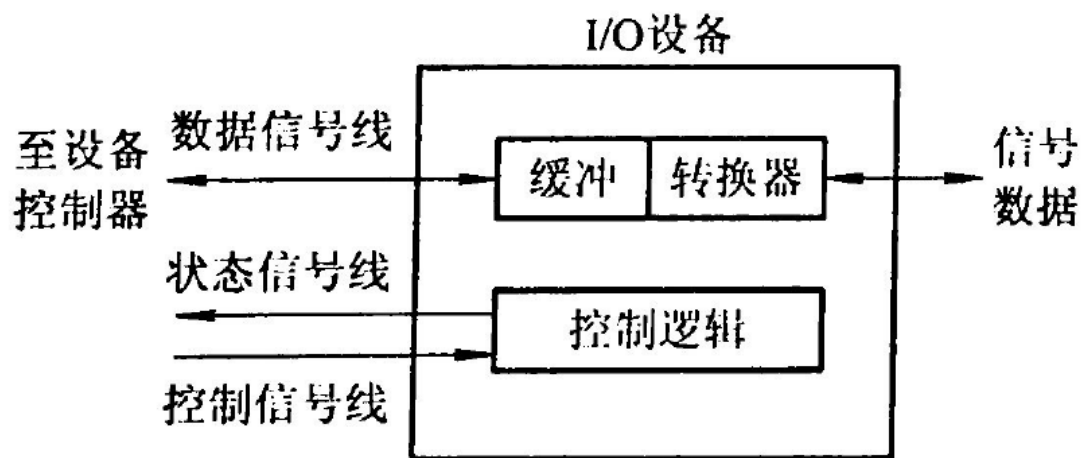 I/O设备
数据信号线
至设备
控制器
缓冲
转换器
信号
数据
状态信号线
控制逻辑
控制信号线